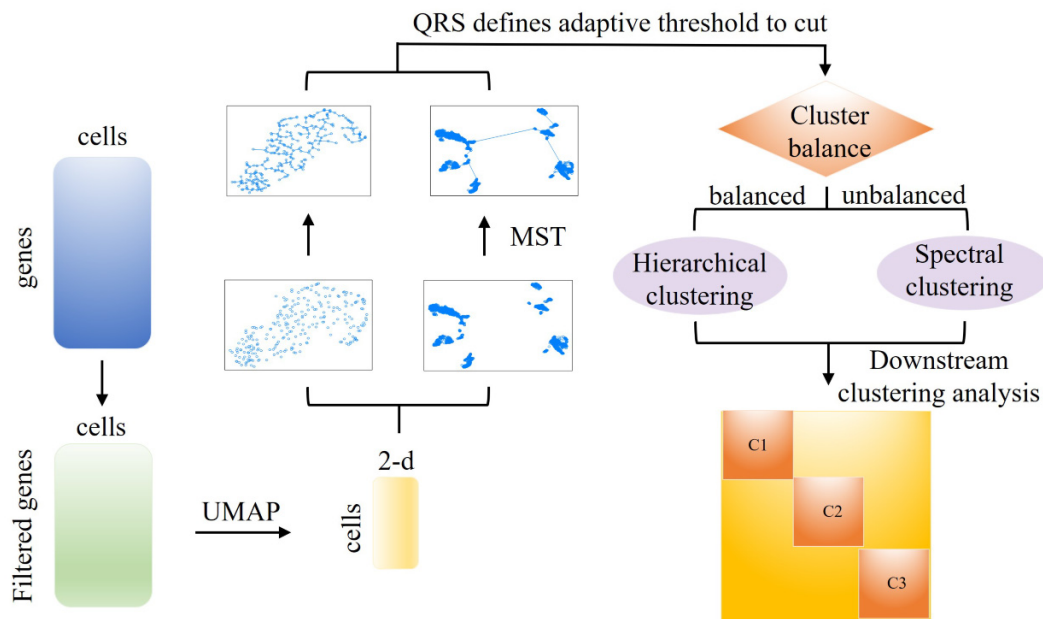 QRS defines adaptive threshold to cut
cells
genes
cells
Filtered genes
UMAP
2-d
cells
MST
Cluster
balance
balanced
unbalanced
Hierarchical
clustering
Spectral
clustering
Downstream
clustering analysis
C1
C2
C3